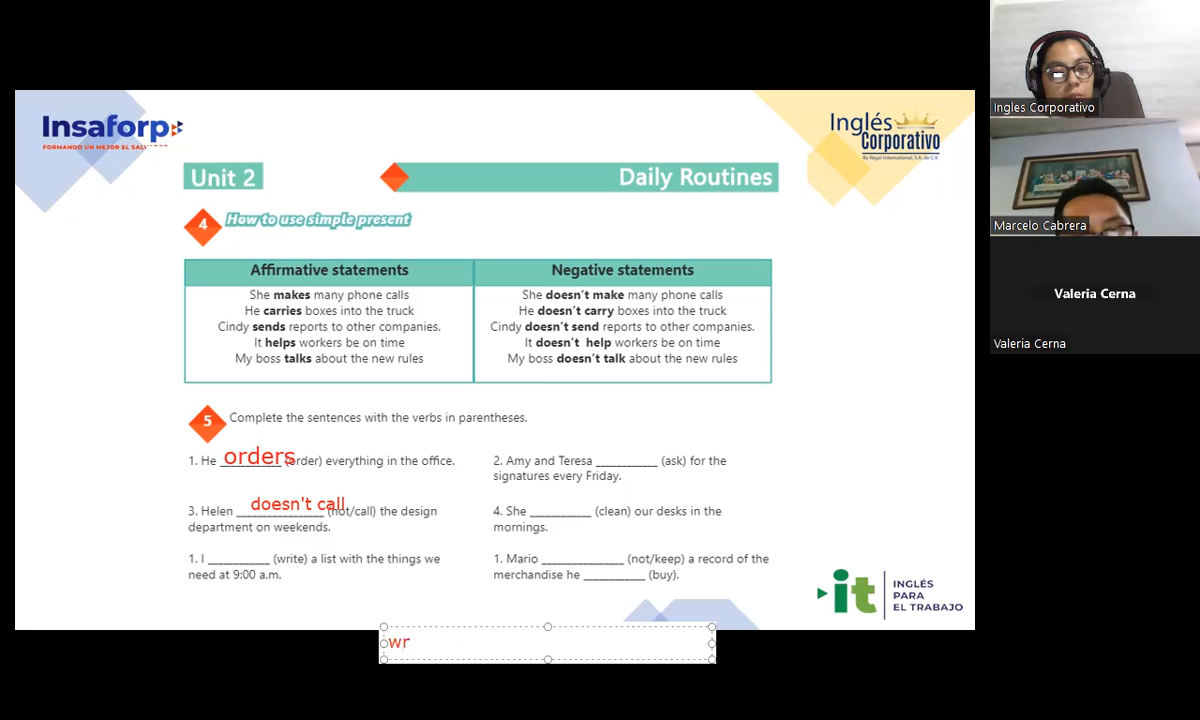 Insaforp
FORMANDO UN MEJOR EL SAL
Inglés
Corporativo
By Regal International, S.A. de C.V.
Unit 2
Daily Routines
4
How to use simple present
Affirmative statements
She makes many phone calls
He carries boxes into the truck
Cindy sends reports to other companies.
It helps workers be on time
My boss talks about the new rules
Negative statements
She doesn't make many phone calls
He doesn't carry boxes into the truck
Cindy doesn't send reports to other companies.
It doesn't help workers be on time
My boss doesn't talk about the new rules
5
Complete the sentences with the verbs in parentheses.
1. He __________ (order) everything in the office.
orders
2. Amy and Teresa __________ (ask) for the
signatures every Friday.
3. Helen ______________ (not/call) the design
doesn't call
department on weekends.
4. She __________ (clean) our desks in the
mornings.
1. I __________ (write) a list with the things we
need at 9:00 a.m.
1. Mario ______________ (not/keep) a record of the
merchandise he __________ (buy).
it
INGLÉS
PARA
EL TRABAJO
wr
Ingles Corporativo
Marcelo Cabrera
Valeria Cerna
Valeria Cerna